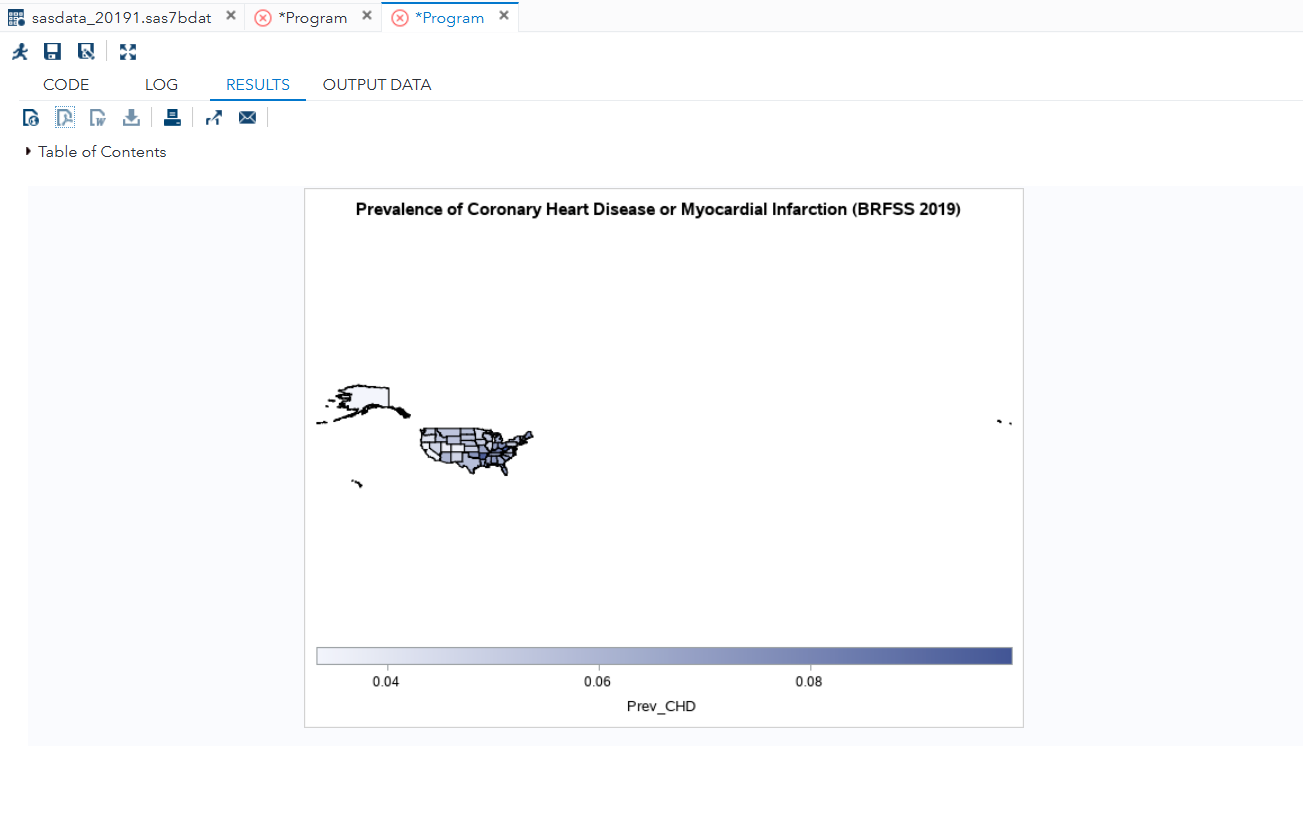 sasdata_20191.sas7bdat *Program *Program
CODE LOG RESULTS OUTPUT DATA
Table of Contents
Prevalence of Coronary Heart Disease or Myocardial Infarction (BRFSS 2019)
0.04 0.06 0.08
Prev_CHD